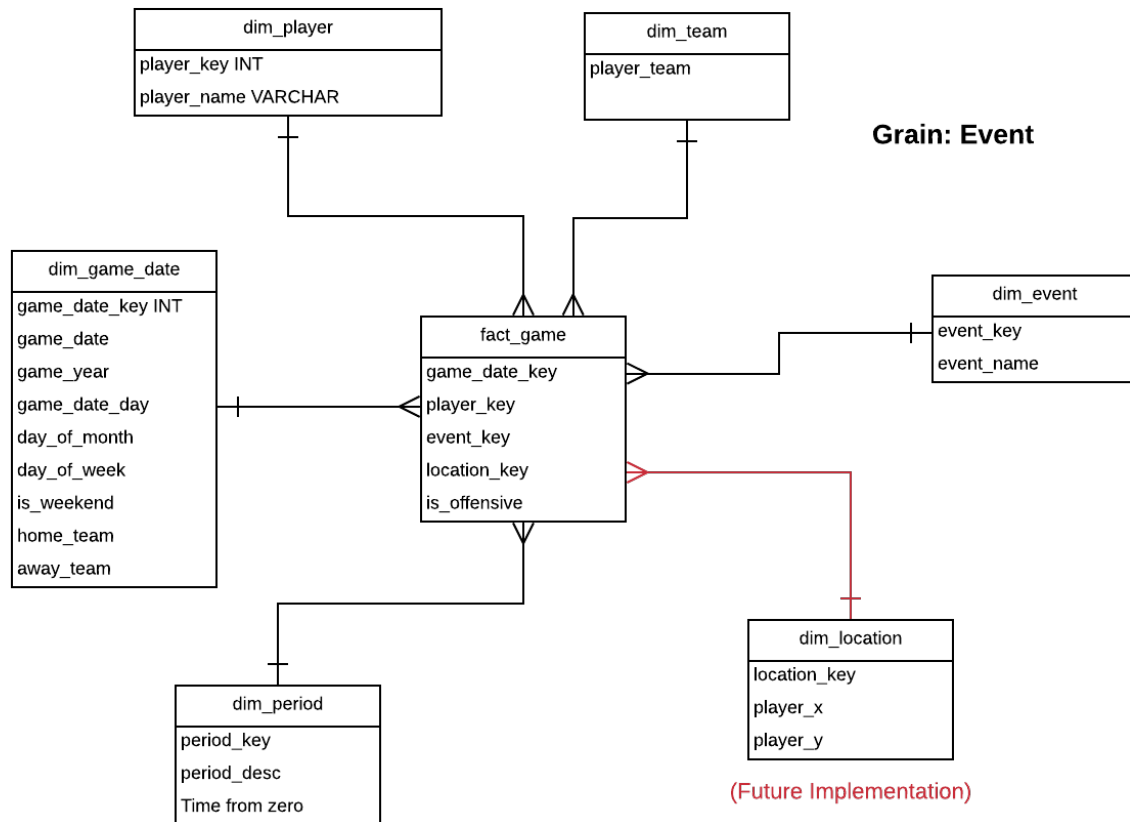 dim_player
player_key INT
player_name VARCHAR
dim_team
player_team
Grain: Event
dim_game_date
game_date_key INT
game_date
game_year
game_date_day
day_of_month
day_of_week
is_weekend
home_team
away_team
fact_game
game_date_key
player_key
event_key
location_key
is_offensive
dim_event
event_key
event_name
dim_period
period_key
period_desc
Time from zero
dim_location
location_key
player_x
player_y
(Future Implementation)